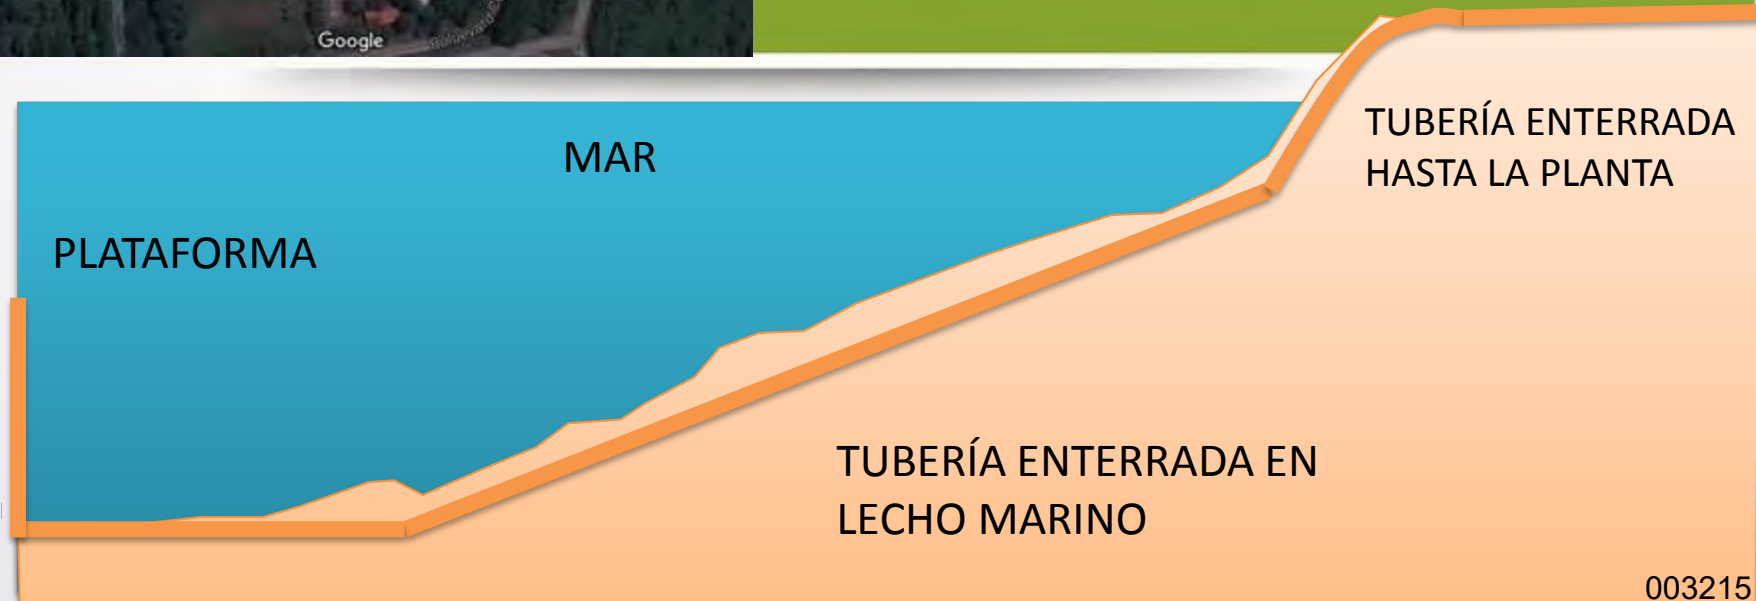 Google
MAR
PLATAFORMA
TUBERÍA ENTERRADA
HASTA LA PLANTA
TUBERÍA ENTERRADA EN
LECHO MARINO
003215